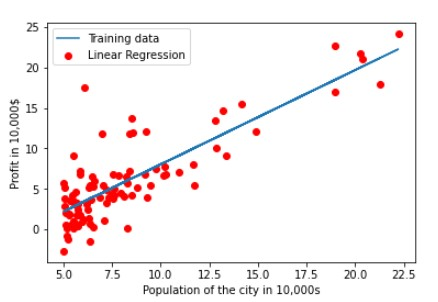 Training data
Linear Regression
25
20
15
10
5
0
Profit in 10,000$
5.0 7.5 10.0 12.5 15.0 17.5 20.0 22.5
Population of the city in 10,000s